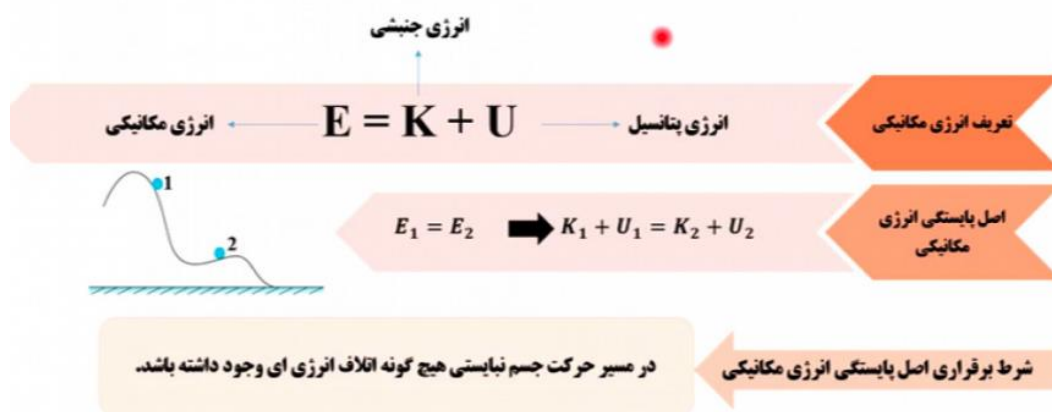 انرژی جنبشی
تعریف انرژی مکانیکی
انرژی پتانسیل
E = K + U
انرژی مکانیکی
اصل پایستگی انرژی
مکانیکی
E₁ = E₂ ➡ K₁ + U₁ = K₂ + U₂
1
2
شرط برقراری اصل پایستگی انرژی مکانیکی
در مسیر حرکت جسم نبایستی هیچ گونه اتلاف انرژی ای وجود داشته باشد.